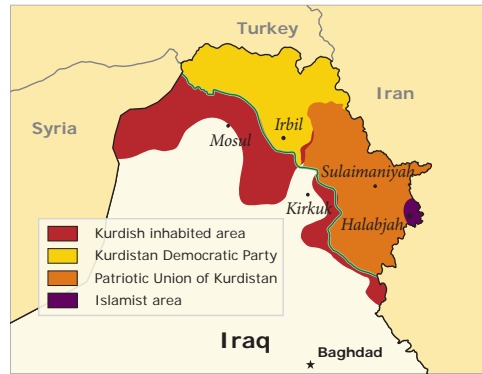 Turkey
Iran
Syria
Irbil
Mosul
Sulaimaniyah
Kirkuk
Halabjah
Kurdish inhabited area
Kurdistan Democratic Party
Patriotic Union of Kurdistan
Islamist area
Iraq
Baghdad